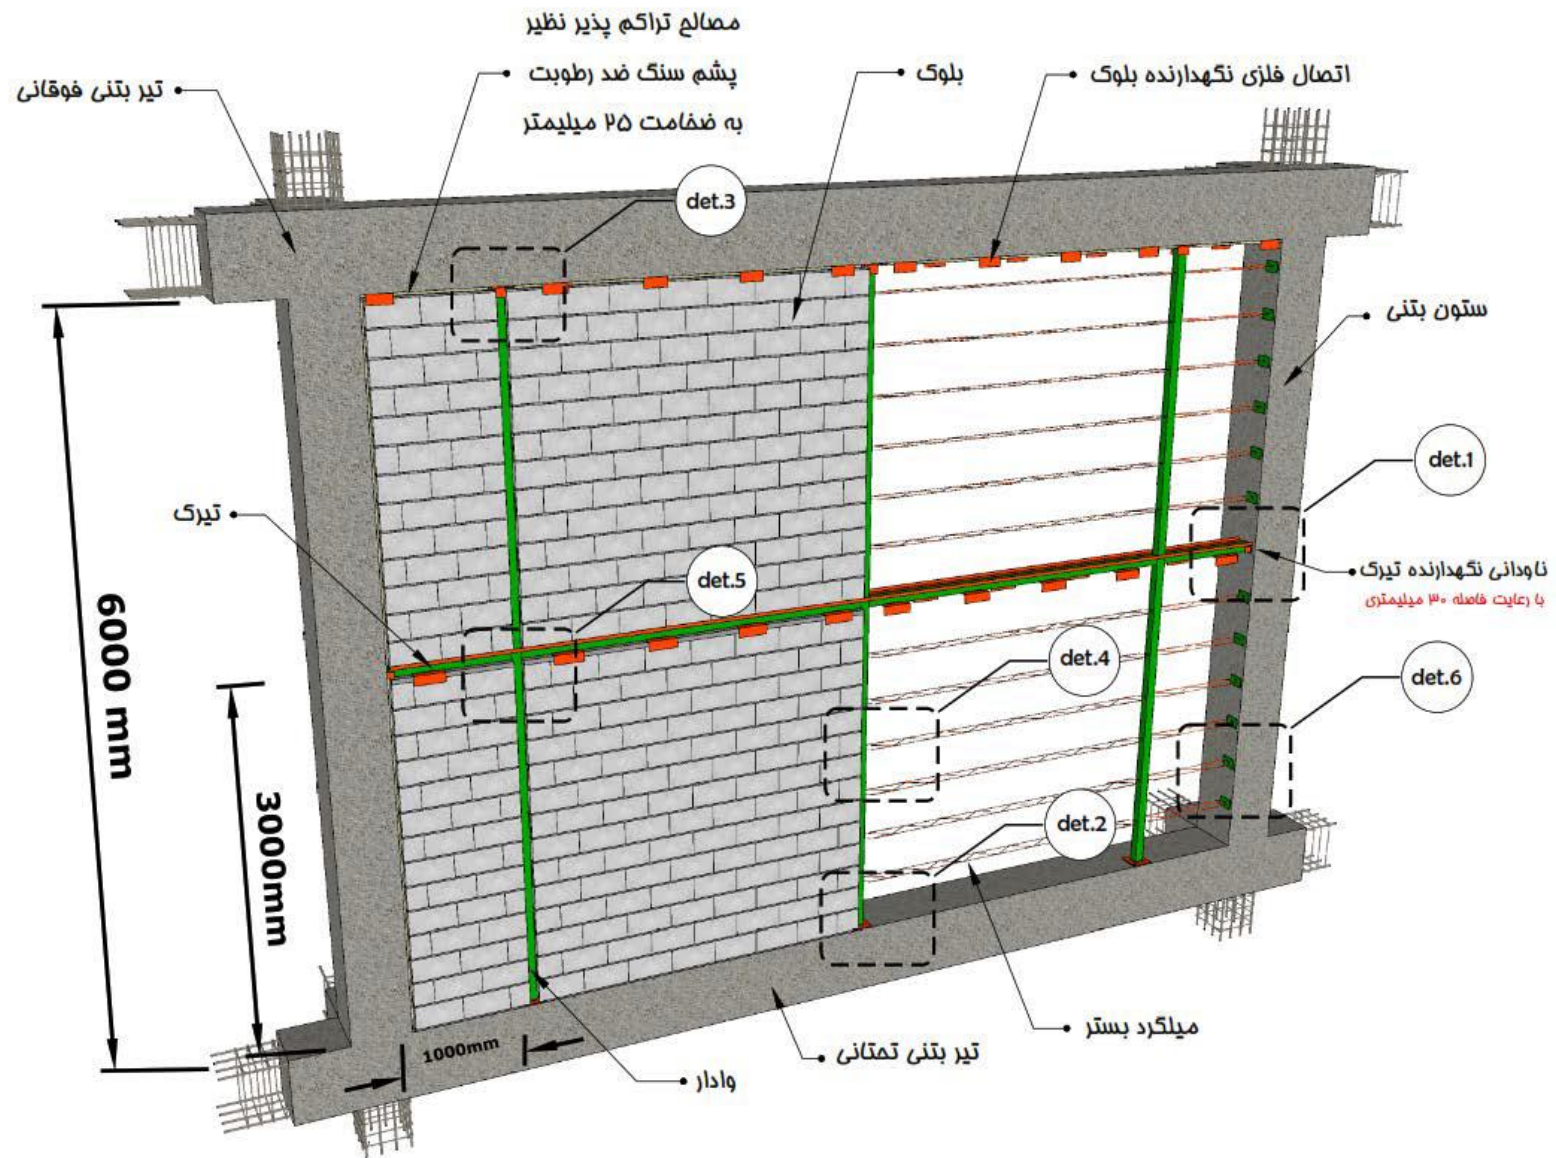 مصالح تراکم پذیر نظیر
پشم سنگ ضد رطوبت
به ضخامت ۲۵ میلیمتر
تیر بتنی فوقانی
بلوک
اتصال فلزی نگهدارنده بلوک
det.3
ستون بتنی
det.1
تیرک
det.5
ناودانی نگهدارنده تیرک
با رعایت فاصله ۳۰ میلیمتری
6000 mm
det.4
det.6
3000mm
det.2
1000mm
میلگرد بستر
تیر بتنی تحتانی
وادار